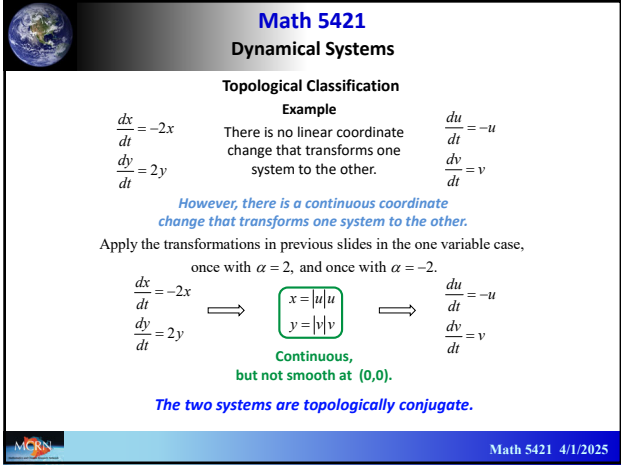 Math 5421
Dynamical Systems
Topological Classification
Example
dx/dt = −2x
dy/dt = 2y
There is no linear coordinate
change that transforms one
system to the other.
du/dt = −u
dv/dt = v
However, there is a continuous coordinate
change that transforms one system to the other.
Apply the transformations in previous slides in the one variable case,
once with α = 2, and once with α = −2.
dx/dt = −2x
dy/dt = 2y
⟹
x = |u|u
y = |v|v
⟹
du/dt = −u
dv/dt = v
Continuous,
but not smooth at (0,0).
The two systems are topologically conjugate.
MCRN
Math 5421 4/1/2025